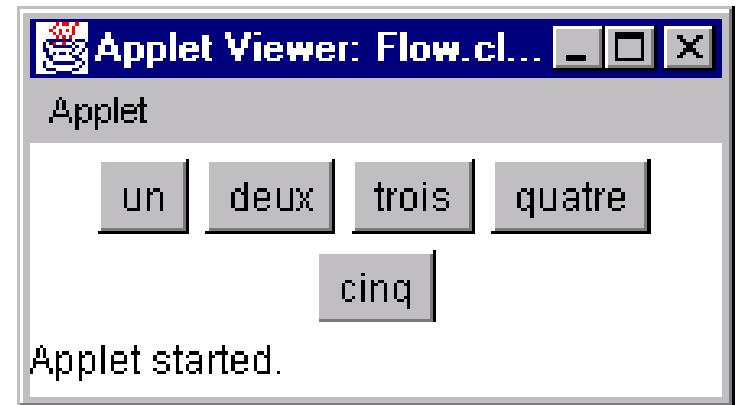 Applet Viewer: Flow.cl...
Applet
un deux trois quatre
cinq
Applet started.